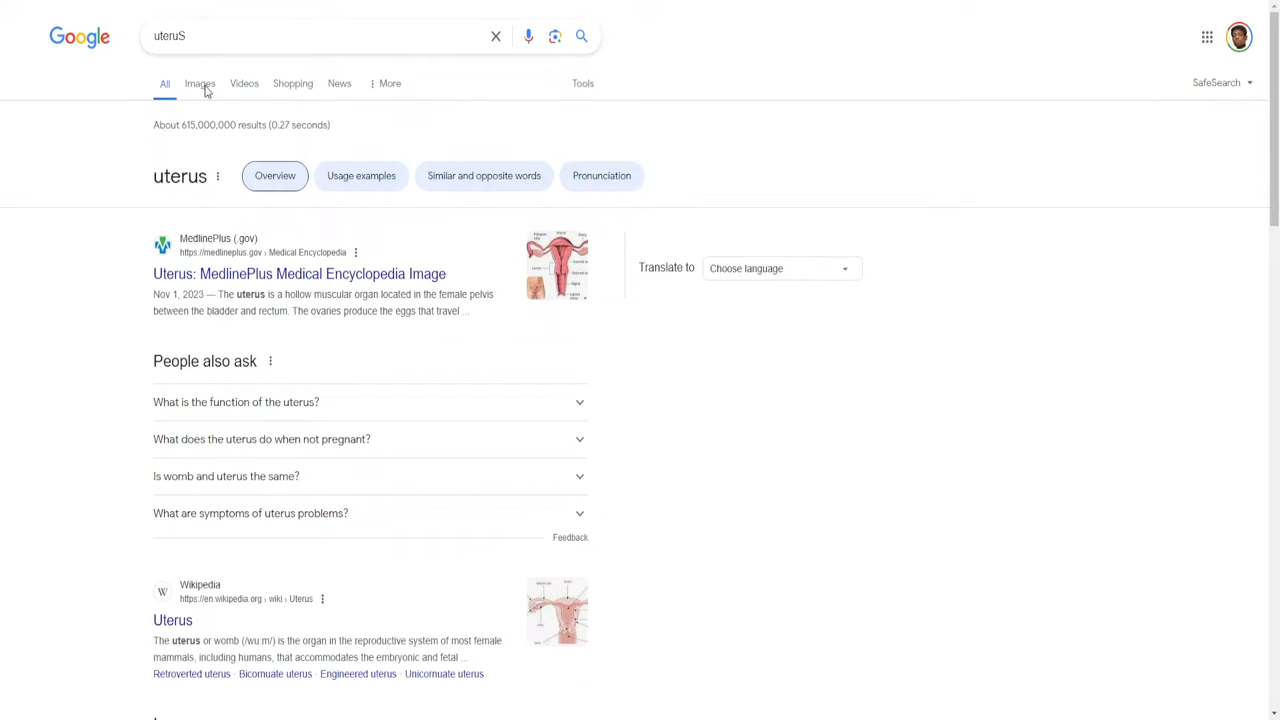 Google
uteruS
All Images Videos Shopping News More Tools
SafeSearch
About 615,000,000 results (0.27 seconds)
uterus Overview Usage examples Similar and opposite words Pronunciation
MedlinePlus (.gov)
https://medlineplus.gov › Medical Encyclopedia
Uterus: MedlinePlus Medical Encyclopedia Image
Nov 1, 2023 — The uterus is a hollow muscular organ located in the female pelvis
between the bladder and rectum. The ovaries produce the eggs that travel ...
Translate to Choose language
People also ask
What is the function of the uterus?
What does the uterus do when not pregnant?
Is womb and uterus the same?
What are symptoms of uterus problems?
Feedback
W
Wikipedia
https://en.wikipedia.org › wiki › Uterus
Uterus
The uterus or womb (/wuːm/) is the organ in the reproductive system of most female
mammals, including humans, that accommodates the embryonic and fetal ...
Retroverted uterus · Bicornuate uterus · Engineered uterus · Unicornuate uterus